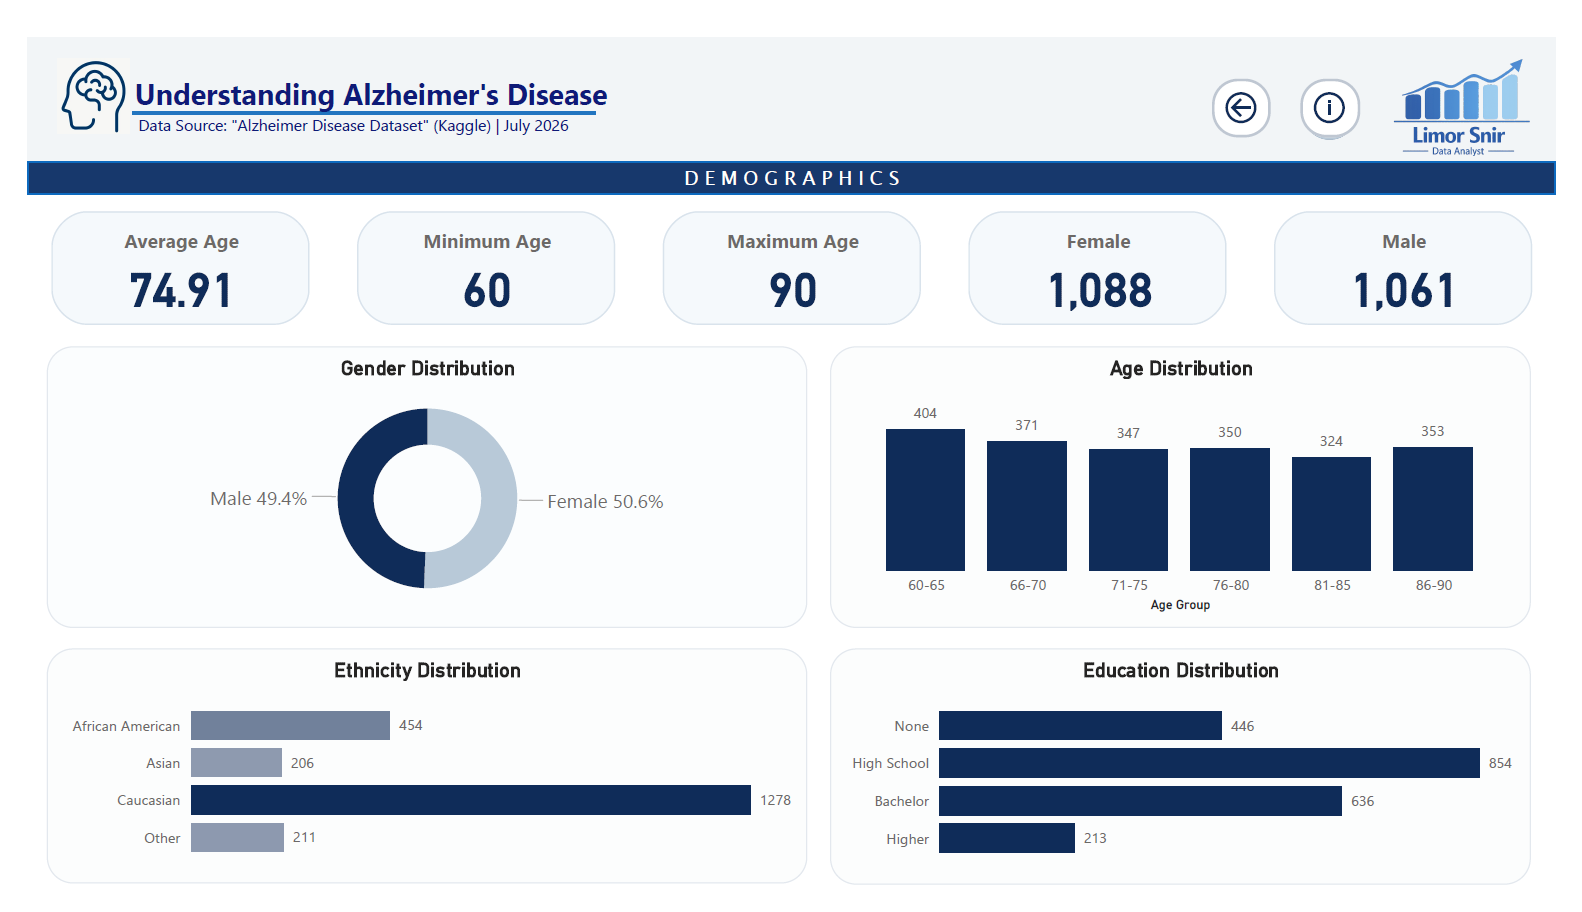 Understanding Alzheimer's Disease
Data Source: "Alzheimer Disease Dataset" (Kaggle) | July 2026
i
Limor Snir
Data Analyst
DEMOGRAPHICS
Average Age
74.91
Minimum Age
60
Maximum Age
90
Female
1,088
Male
1,061
Gender Distribution
Male 49.4%
Female 50.6%
Age Distribution
404
371
347
350
324
353
60-65
66-70
71-75
76-80
81-85
86-90
Age Group
Ethnicity Distribution
African American
454
Asian
206
Caucasian
1278
Other
211
Education Distribution
None
446
High School
854
Bachelor
636
Higher
213